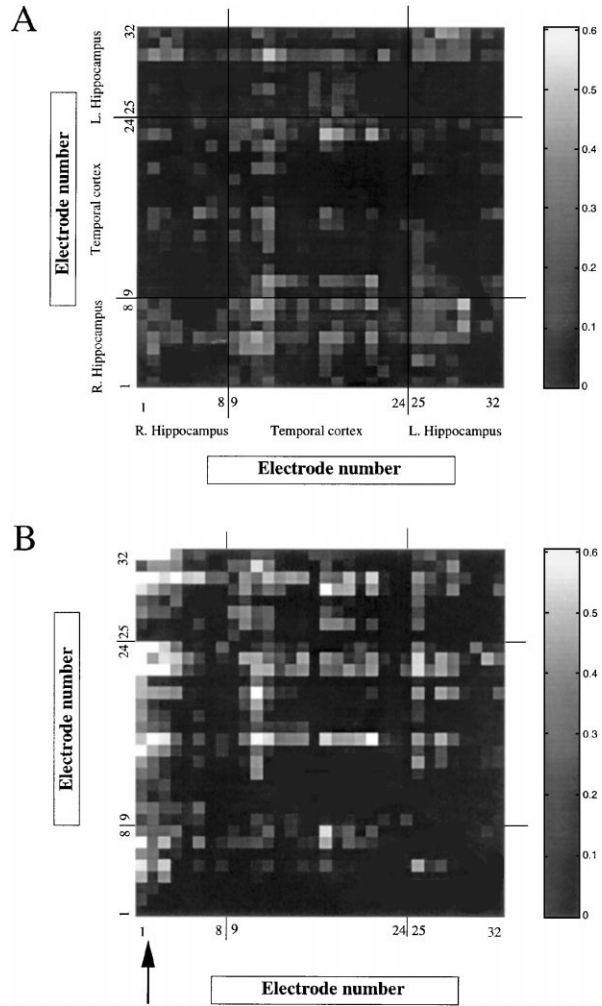 A
32
L. Hippocampus
25
24
Temporal cortex
Electrode number
9
8
R. Hippocampus
1
0.6
0.5
0.4
0.3
0.2
0.1
0
1 8 9 24 25 32
R. Hippocampus Temporal cortex L. Hippocampus
Electrode number
B
32
25
24
Electrode number
9
8
1
0.6
0.5
0.4
0.3
0.2
0.1
0
1 8 9 24 25 32
Electrode number